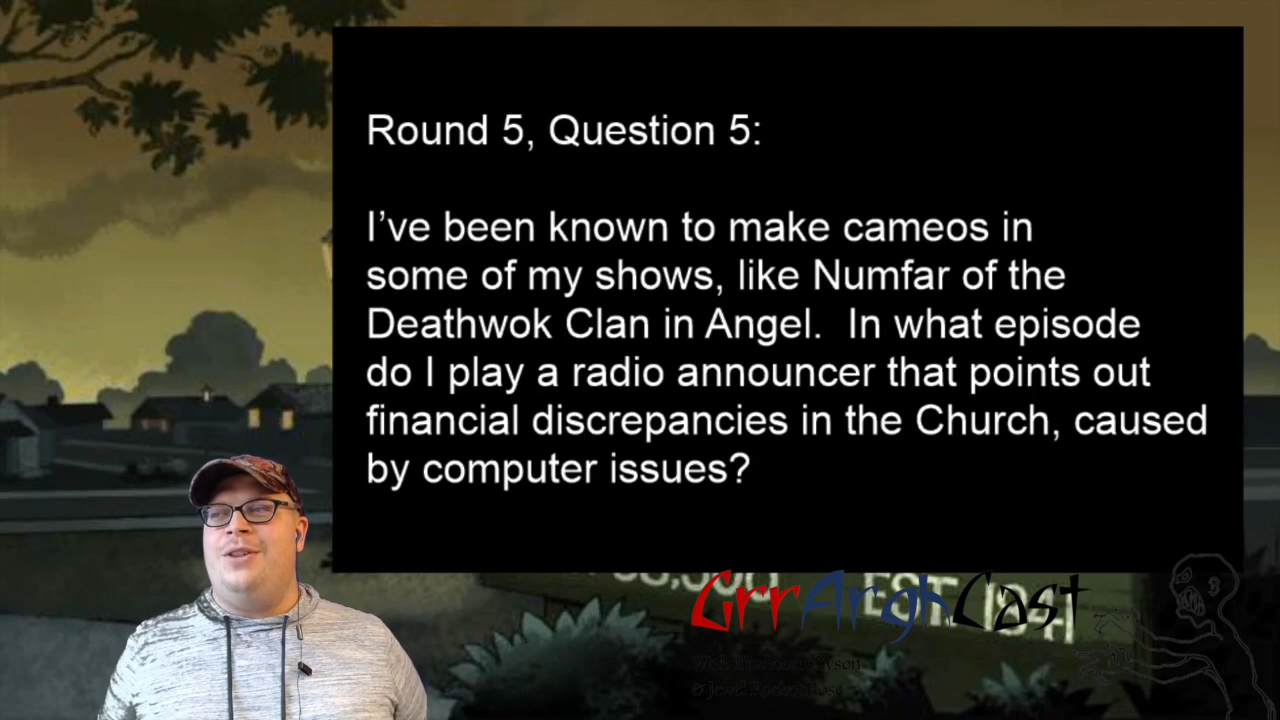 Round 5, Question 5:
I’ve been known to make cameos in
some of my shows, like Numfar of the
Deathwok Clan in Angel.  In what episode
do I play a radio announcer that points out
financial discrepancies in the Church, caused
by computer issues?
EST. 1941
GrrArghCast